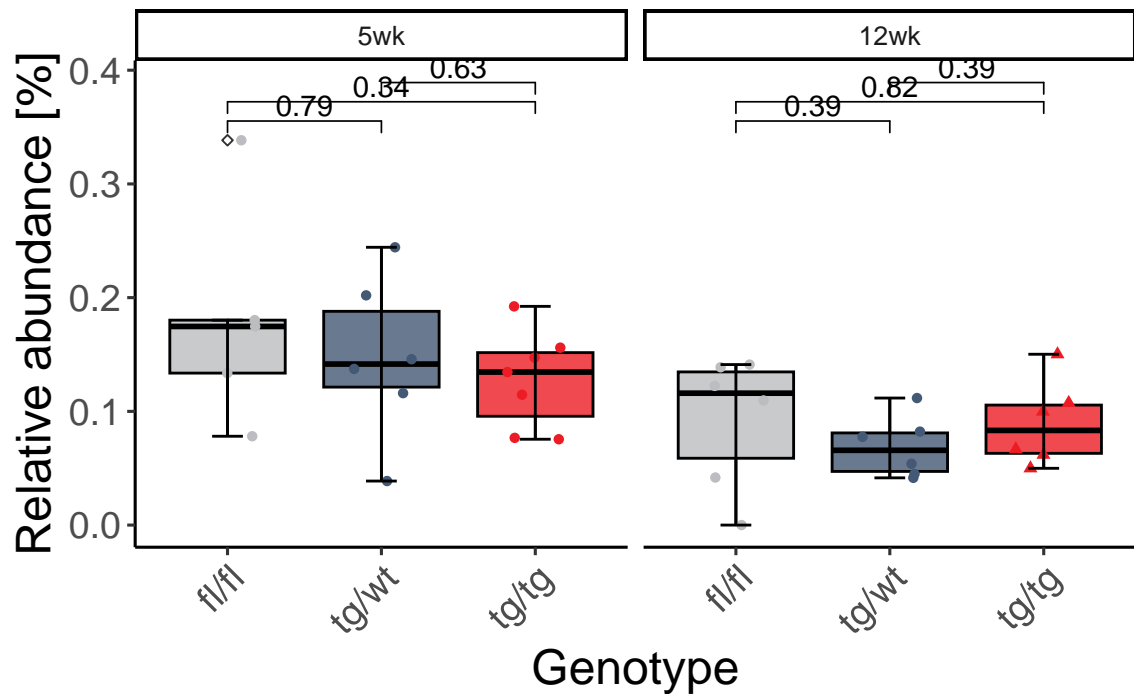 5wk
12wk
Relative abundance [%]
0.4
0.3
0.2
0.1
0.0
0.63
0.34
0.79
0.39
0.82
0.39
fl/fl
tg/wt
tg/tg
fl/fl
tg/wt
tg/tg
Genotype